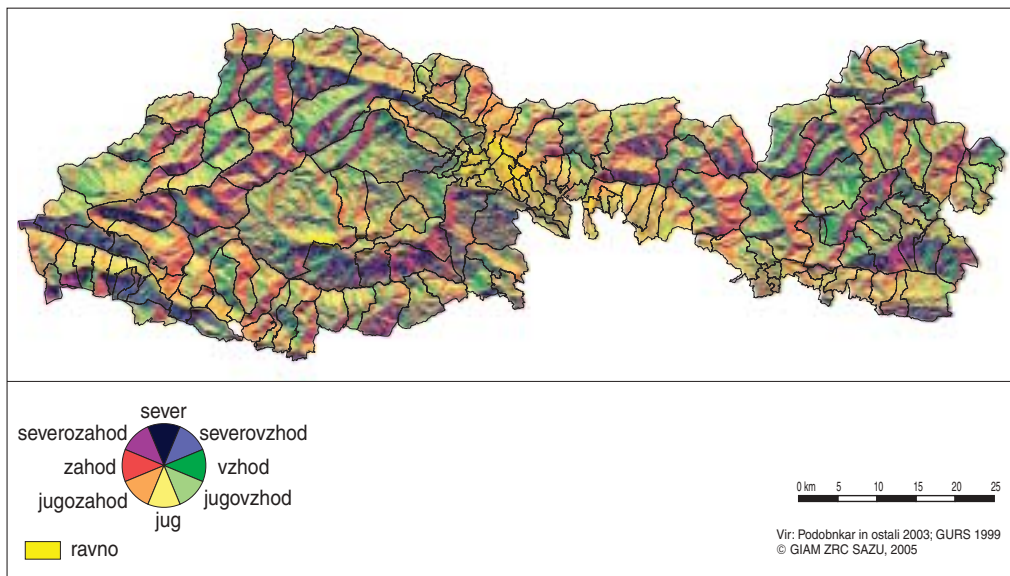 sever
severozahod
severovzhod
zahod
vzhod
jugozahod
jugovzhod
jug
ravno
0 km 5 10 15 20 25
Vir: Podobnkar in ostali 2003; GURS 1999
© GIAM ZRC SAZU, 2005